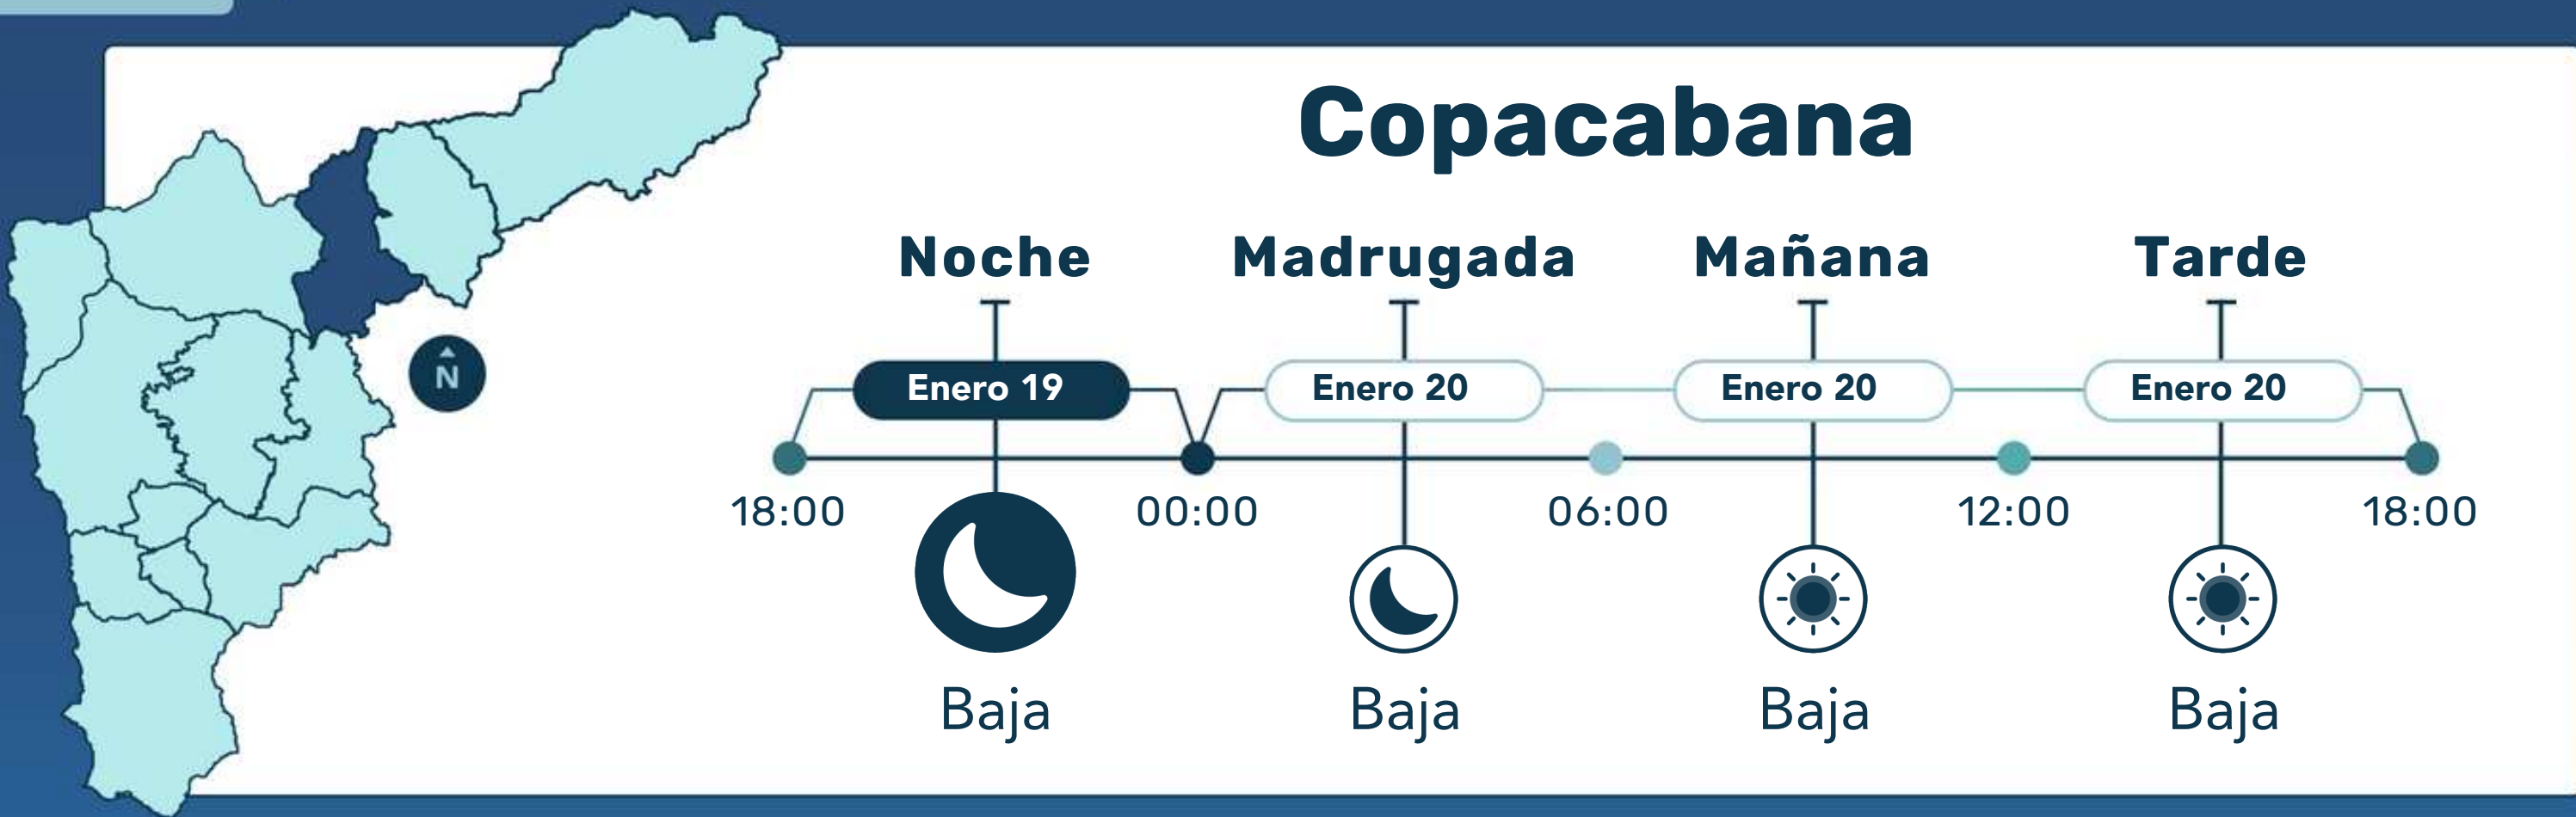 Copacabana
Noche Madrugada Mañana Tarde
Enero 19 Enero 20 Enero 20 Enero 20
N
18:00 00:00 06:00 12:00 18:00
Baja Baja Baja Baja